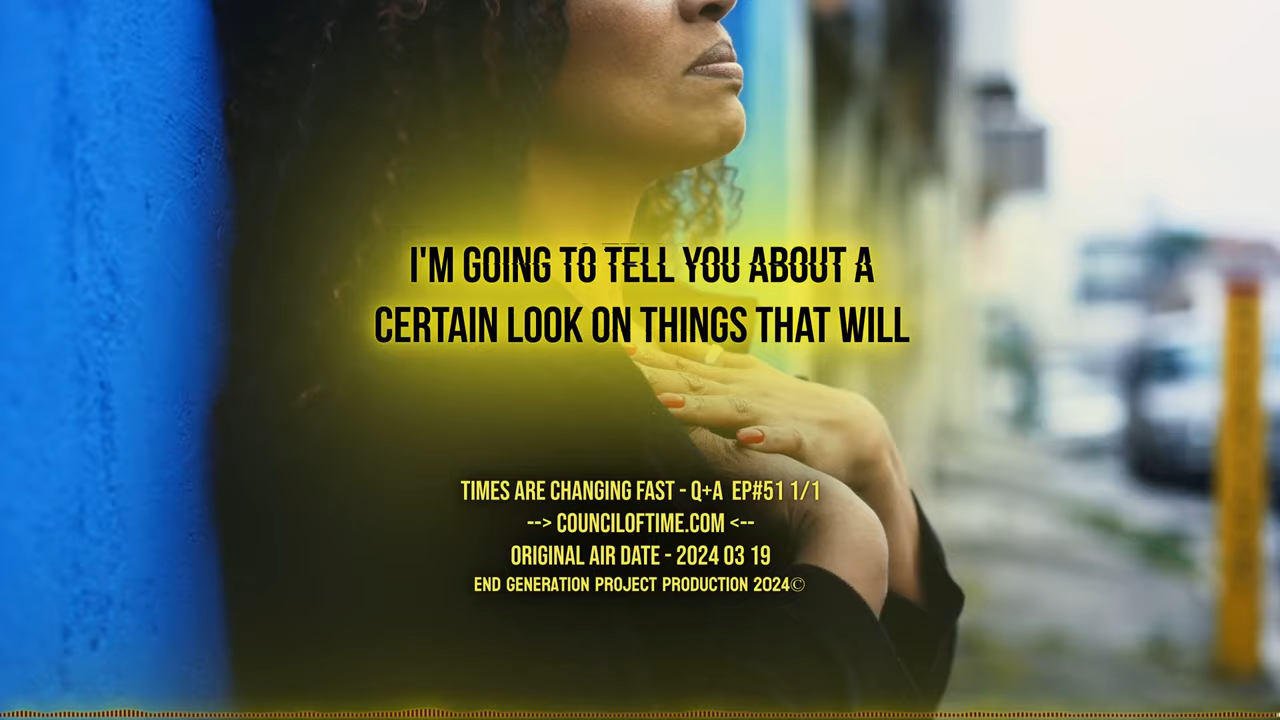 I'M GOING TO TELL YOU ABOUT A
CERTAIN LOOK ON THINGS THAT WILL
TIMES ARE CHANGING FAST - Q+A EP#51 1/1
--> COUNCILOFTIME.COM <--
ORIGINAL AIR DATE - 2024 03 19
END GENERATION PROJECT PRODUCTION 2024©